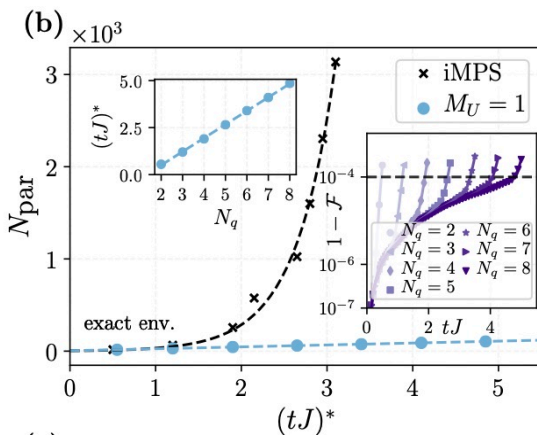 (b)
×10³
iMPS
M_U = 1
5.0
2.5
0.0
2 3 4 5 6 7 8
(tJ)*
N_q
3
2
1
0
N_par
exact env.
10⁻⁴
10⁻⁶
10⁻⁷
1 − F
N_q = 2 N_q = 6
N_q = 3 N_q = 7
N_q = 4 N_q = 8
N_q = 5
0 2 4
tJ
0 1 2 3 4 5
(tJ)*